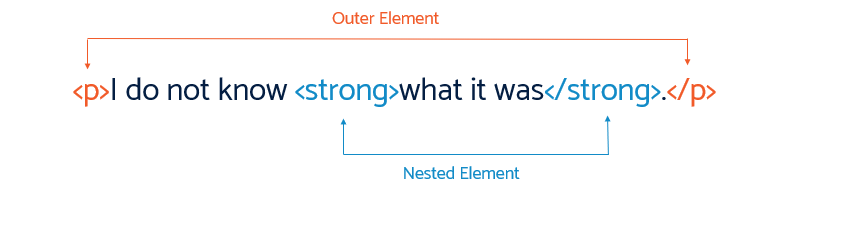 Outer Element
<p>I do not know <strong>what it was</strong>.</p>
Nested Element